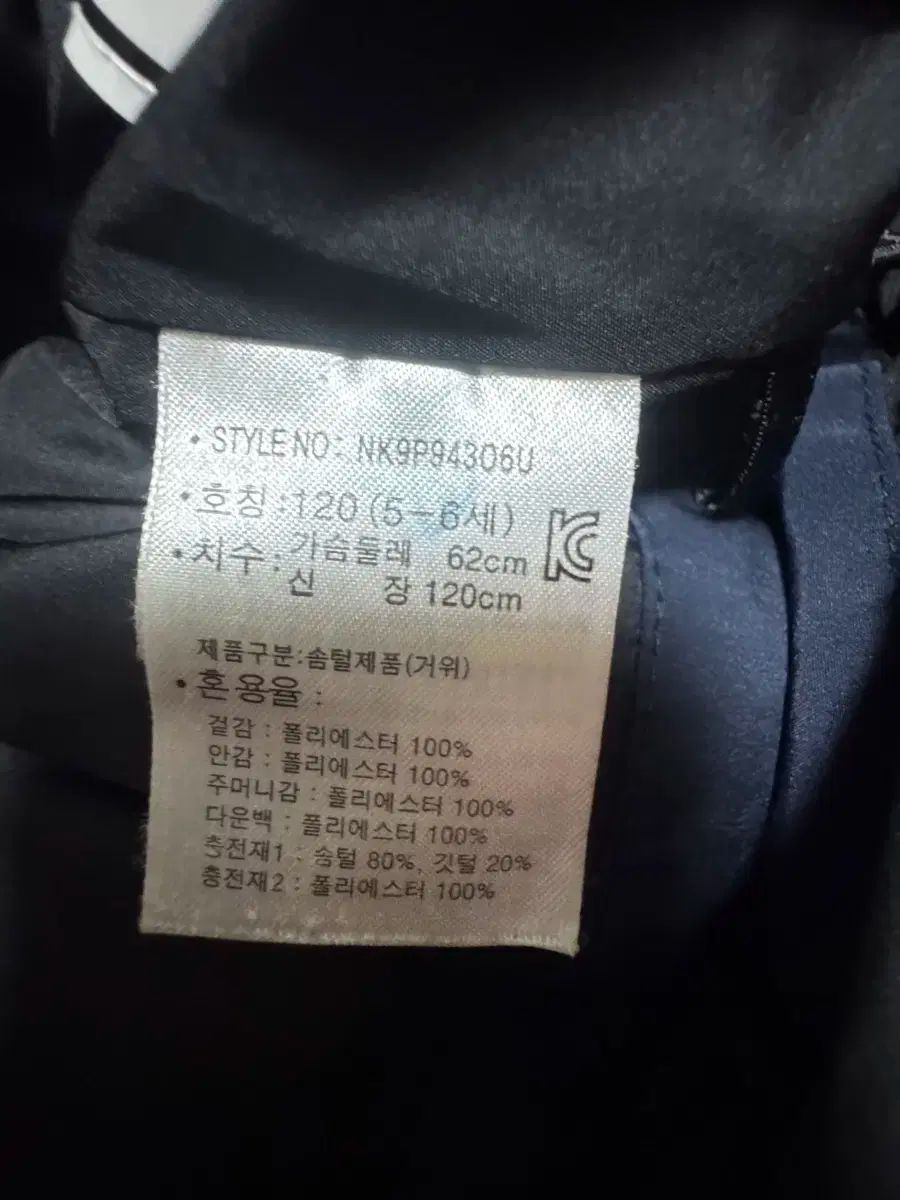 • STYLE NO : NK9P94306U
• 호칭 : 120 (5-6세)
• 치수 : 가슴둘레 62cm
신 장 120cm
KC
제품구분:솜털제품(거위)
• 혼용율 :
겉감 : 폴리에스터 100%
안감 : 폴리에스터 100%
주머니감 : 폴리에스터 100%
다운백 : 폴리에스터 100%
충전재1 : 솜털 80%, 깃털 20%
충전재2 : 폴리에스터 100%